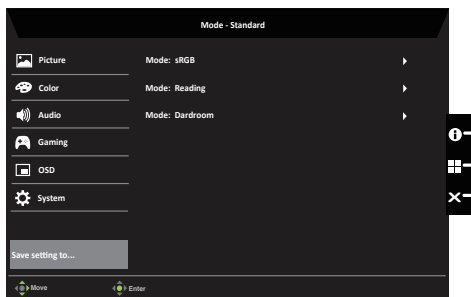 Mode - Standard
Picture
Mode: sRGB
Color
Mode: Reading
Audio
Mode: Dardroom
Gaming
OSD
System
Save setting to...
Move
Enter